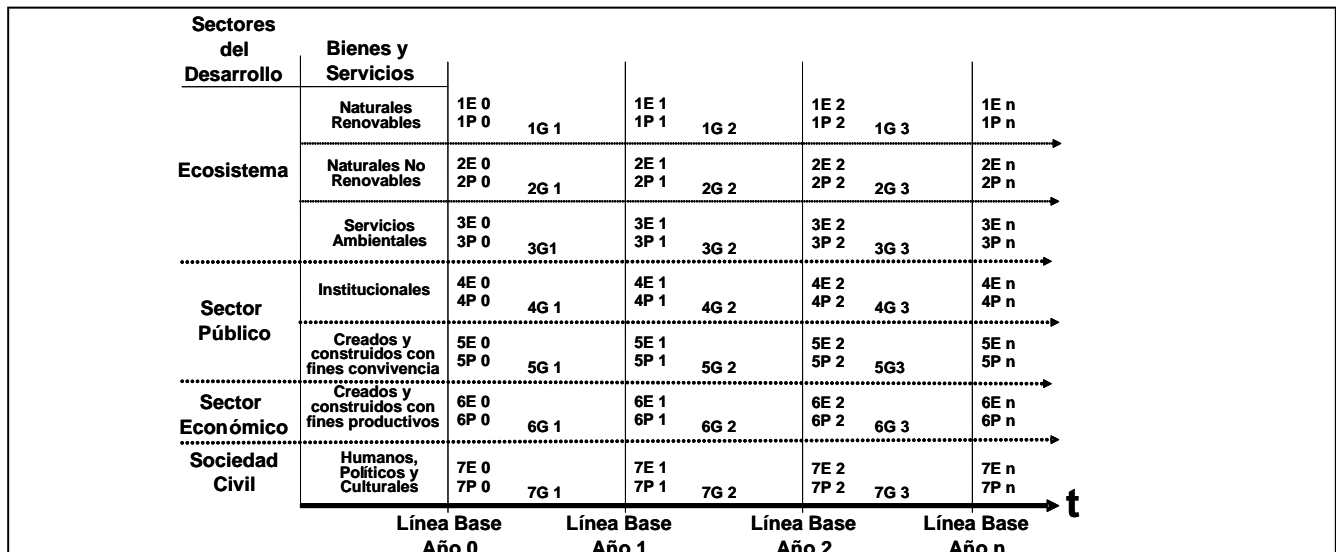 Sectores
del
Desarrollo
Bienes y
Servicios
Naturales
Renovables
1E 0
1P 0
1G 1
1E 1
1P 1
1G 2
1E 2
1P 2
1G 3
1E n
1P n
Ecosistema
Naturales No
Renovables
2E 0
2P 0
2G 1
2E 1
2P 1
2G 2
2E 2
2P 2
2G 3
2E n
2P n
Servicios
Ambientales
3E 0
3P 0
3G1
3E 1
3P 1
3G 2
3E 2
3P 2
3G 3
3E n
3P n
Sector
Público
Institucionales
4E 0
4P 0
4G 1
4E 1
4P 1
4G 2
4E 2
4P 2
4G 3
4E n
4P n
Creados y
construidos con
fines convivencia
5E 0
5P 0
5G 1
5E 1
5P 1
5G 2
5E 2
5P 2
5G3
5E n
5P n
Sector
Económico
Creados y
construidos con
fines productivos
6E 0
6P 0
6G 1
6E 1
6P 1
6G 2
6E 2
6P 2
6G 3
6E n
6P n
Sociedad
Civil
Humanos,
Políticos y
Culturales
7E 0
7P 0
7G 1
7E 1
7P 1
7G 2
7E 2
7P 2
7G 3
7E n
7P n
t
Línea Base
Año 0
Línea Base
Año 1
Línea Base
Año 2
Línea Base
Año n